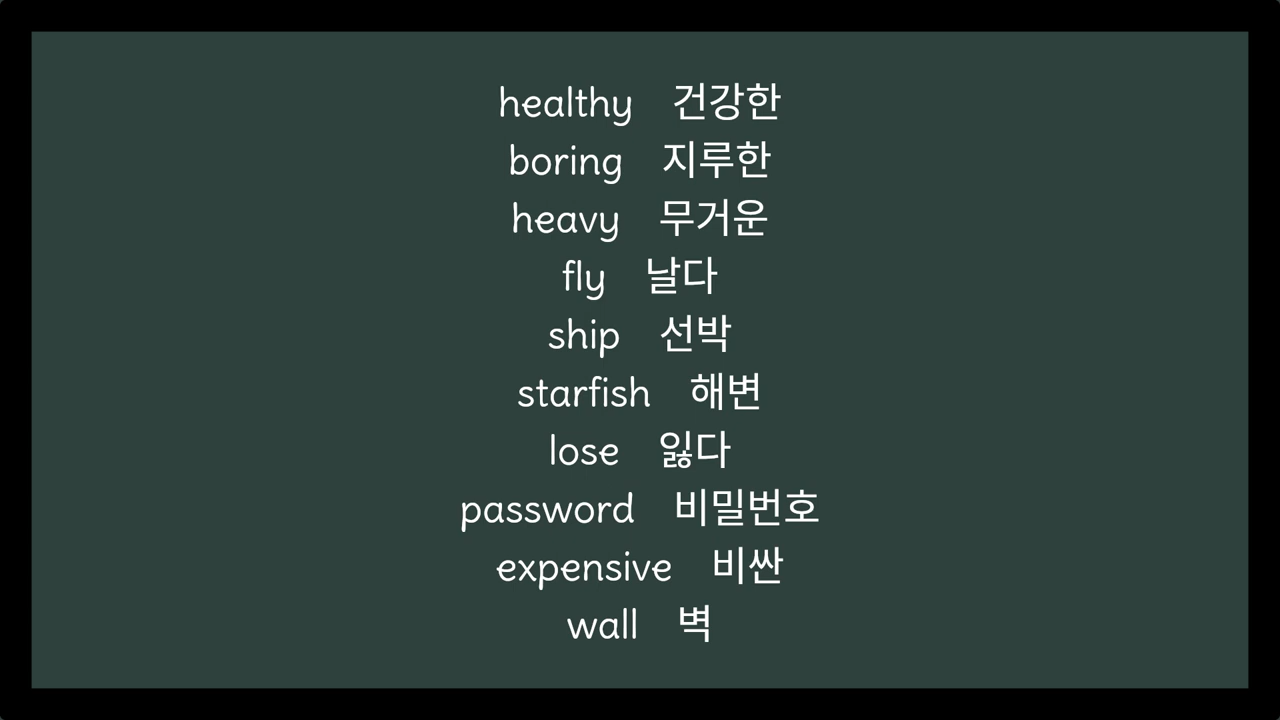 healthy 건강한
boring 지루한
heavy 무거운
fly 날다
ship 선박
starfish 해변
lose 잃다
password 비밀번호
expensive 비싼
wall 벽